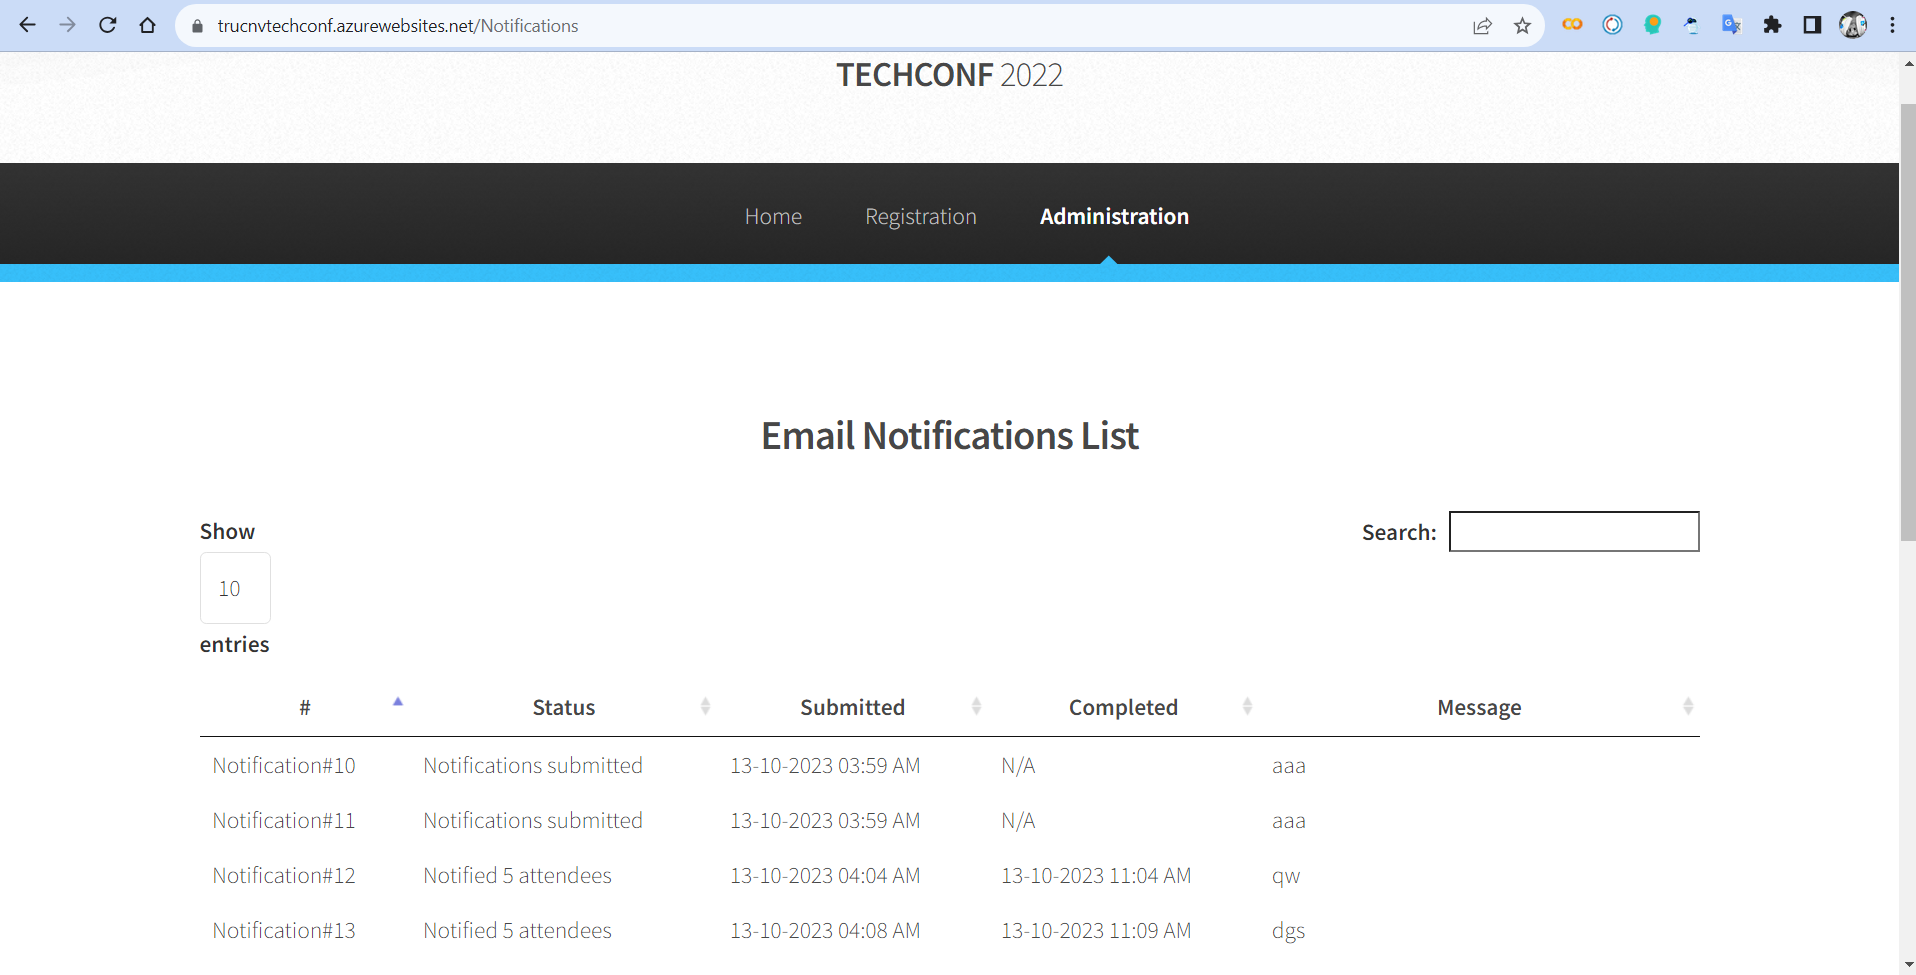 trucnvtechconf.azurewebsites.net/Notifications
TECHCONF 2022
Home Registration Administration
Email Notifications List
Show
Search:
10
entries
# Status Submitted Completed Message
Notification#10 Notifications submitted 13-10-2023 03:59 AM N/A aaa
Notification#11 Notifications submitted 13-10-2023 03:59 AM N/A aaa
Notification#12 Notified 5 attendees 13-10-2023 04:04 AM 13-10-2023 11:04 AM qw
Notification#13 Notified 5 attendees 13-10-2023 04:08 AM 13-10-2023 11:09 AM dgs